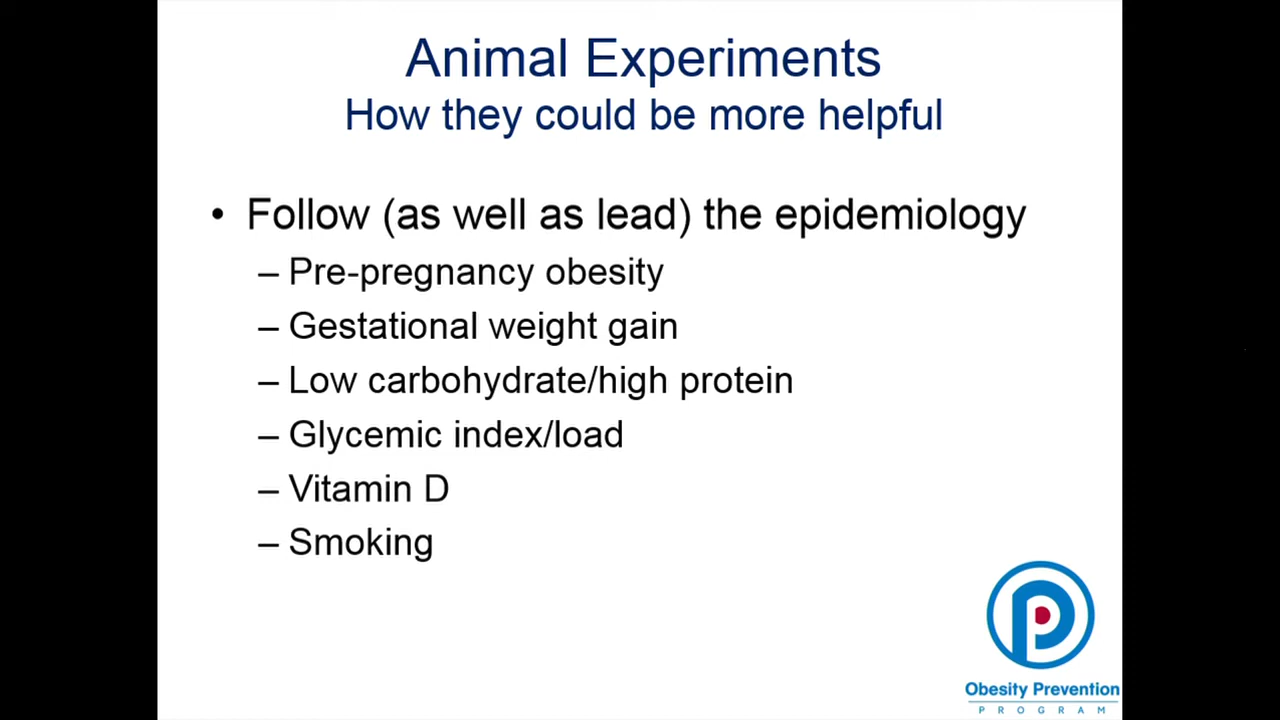 Animal Experiments
How they could be more helpful
• Follow (as well as lead) the epidemiology
– Pre-pregnancy obesity
– Gestational weight gain
– Low carbohydrate/high protein
– Glycemic index/load
– Vitamin D
– Smoking
Obesity Prevention
PROGRAM